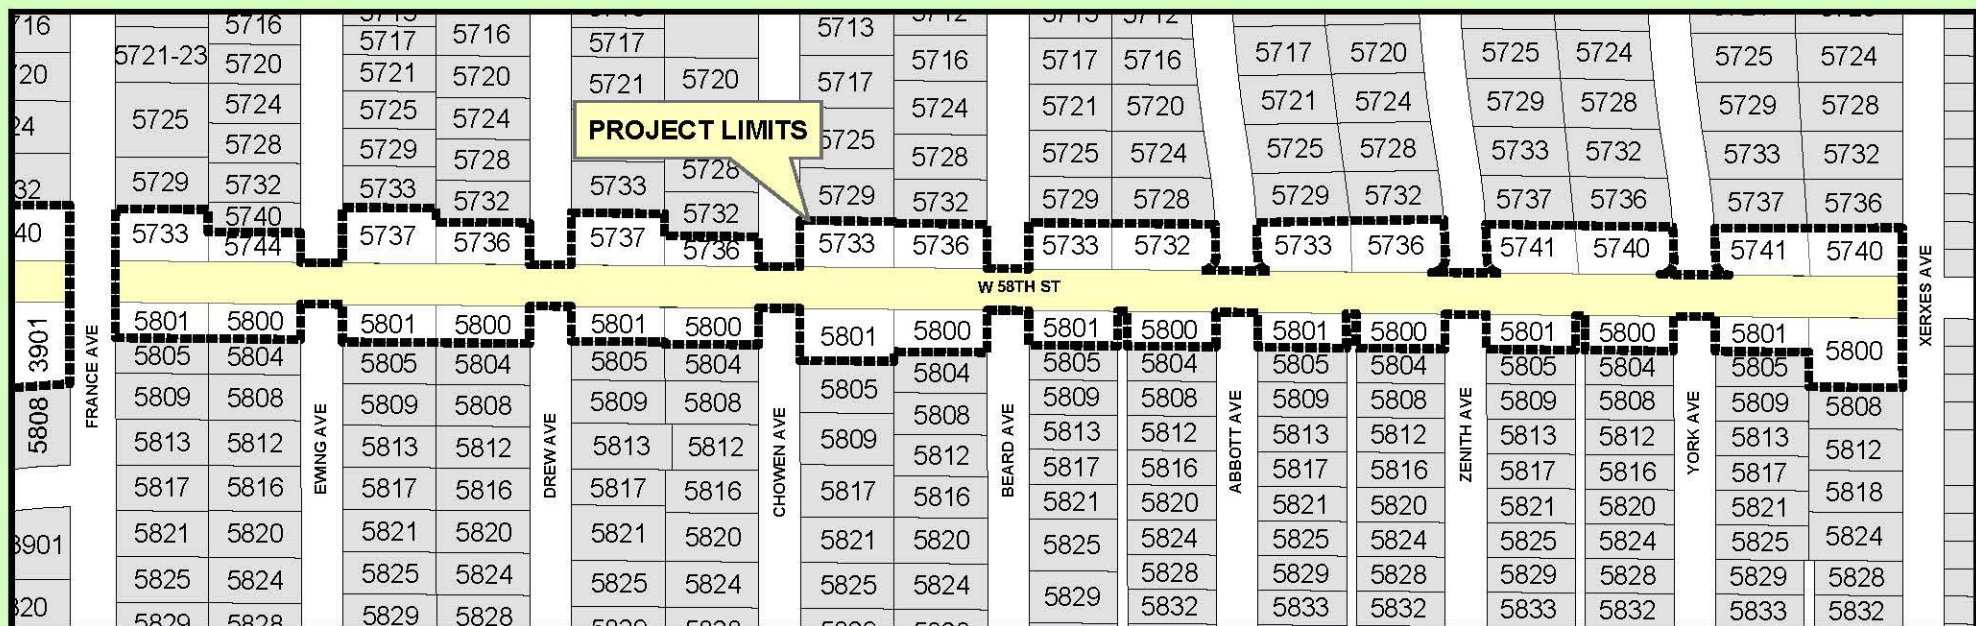 5716 5717 5716 5717 5713 5716
5721-23 5720 5721 5720 5721 5720 5717 5724 5717 5716 5717 5720 5725 5724 5725 5724
5725 5724 5725 5724 5721 5720 5721 5724 5729 5728 5729 5728
PROJECT LIMITS
5728 5729 5728 5728 5725 5728 5725 5724 5725 5728 5733 5732 5733 5732
5729 5732 5733 5732 5733 5732 5729 5732 5729 5728 5729 5732 5737 5736 5737 5736
5740
40 5733 5744 5737 5736 5737 5736 5733 5736 5733 5732 5733 5736 5741 5740 5741 5740
W 58TH ST
3901 5801 5800 5801 5800 5801 5800 5801 5800 5801 5800 5801 5800 5801 5800 5801 5800
5805 5804 5805 5804 5805 5804 5805 5804 5805 5804 5805 5804 5805 5804 5805
5808 5809 5808 5809 5808 5809 5808 5809 5808 5809 5808 5809 5808 5809 5808 5809 5808
5813 5812 5813 5812 5813 5812 5812 5813 5812 5813 5812 5813 5812 5813 5812
5817 5816 5817 5816 5817 5816 5817 5816 5817 5816 5817 5816 5817 5816 5817 5818
5821 5820 5821 5820 5821 5820 5821 5820 5821 5820 5821 5820 5821 5820 5821 5824
5825 5824 5825 5824 5825 5824 5825 5824 5825 5824 5825 5824 5825 5824 5825
5829 5828 5829 5828 5829 5828 5829 5828 5829 5828 5829 5828
5832 5833 5832 5833 5832 5833 5832
FRANCE AVE
EWING AVE
DREW AVE
CHOWEN AVE
BEARD AVE
ABBOTT AVE
ZENITH AVE
YORK AVE
XERXES AVE